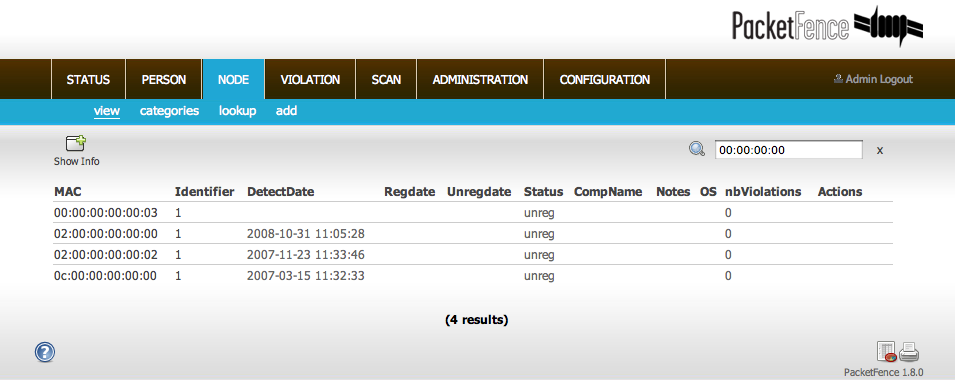 PacketFence
STATUS PERSON NODE VIOLATION SCAN ADMINISTRATION CONFIGURATION Admin Logout
view categories lookup add
Show Info 00:00:00:00 x
MAC Identifier DetectDate Regdate Unregdate Status CompName Notes OS nbViolations Actions
00:00:00:00:00:03 1 unreg 0
02:00:00:00:00:00 1 2008-10-31 11:05:28 unreg 0
02:00:00:00:00:02 1 2007-11-23 11:33:46 unreg 0
0c:00:00:00:00:00 1 2007-03-15 11:32:33 unreg 0
(4 results)
?
PacketFence 1.8.0